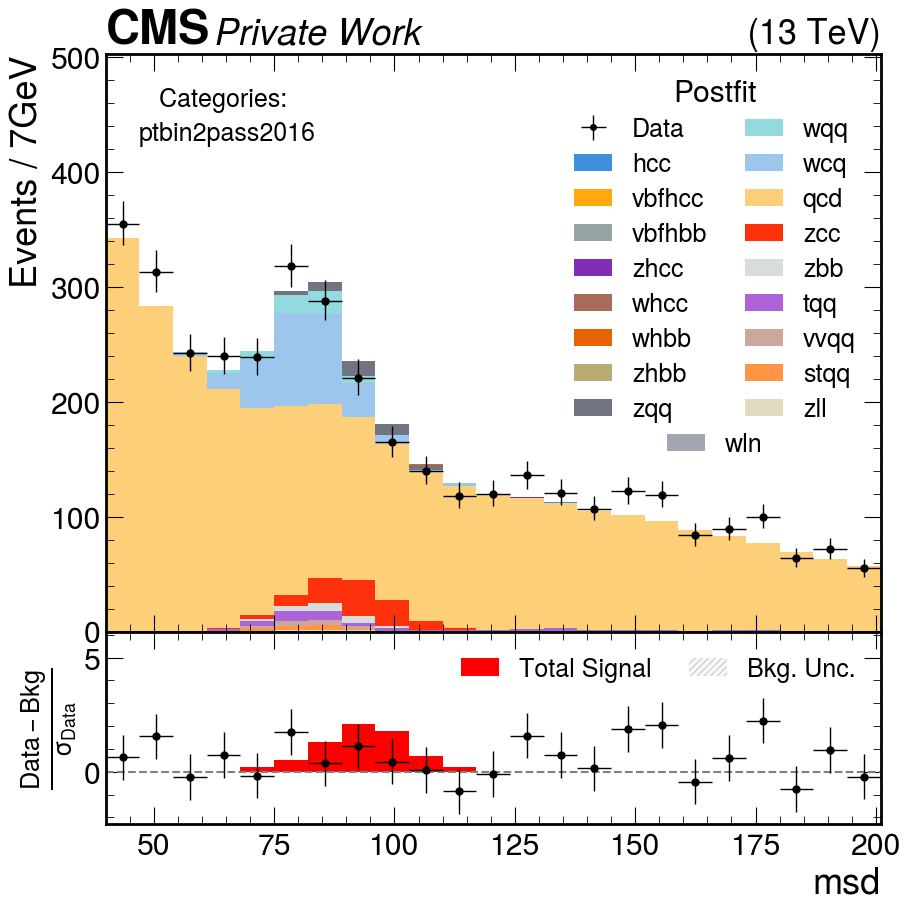 CMS Private Work (13 TeV)
Events / 7GeV
500
400
300
200
100
0
Categories:
ptbin2pass2016
Postfit
Data
hcc
vbfhcc
vbfhbb
zhcc
whcc
whbb
zhbb
zqq
wqq
wcq
qcd
zcc
zbb
tqq
vvqq
stqq
zll
wln
Data – Bkg
σData
5
0
Total Signal
Bkg. Unc.
50 75 100 125 150 175 200
msd